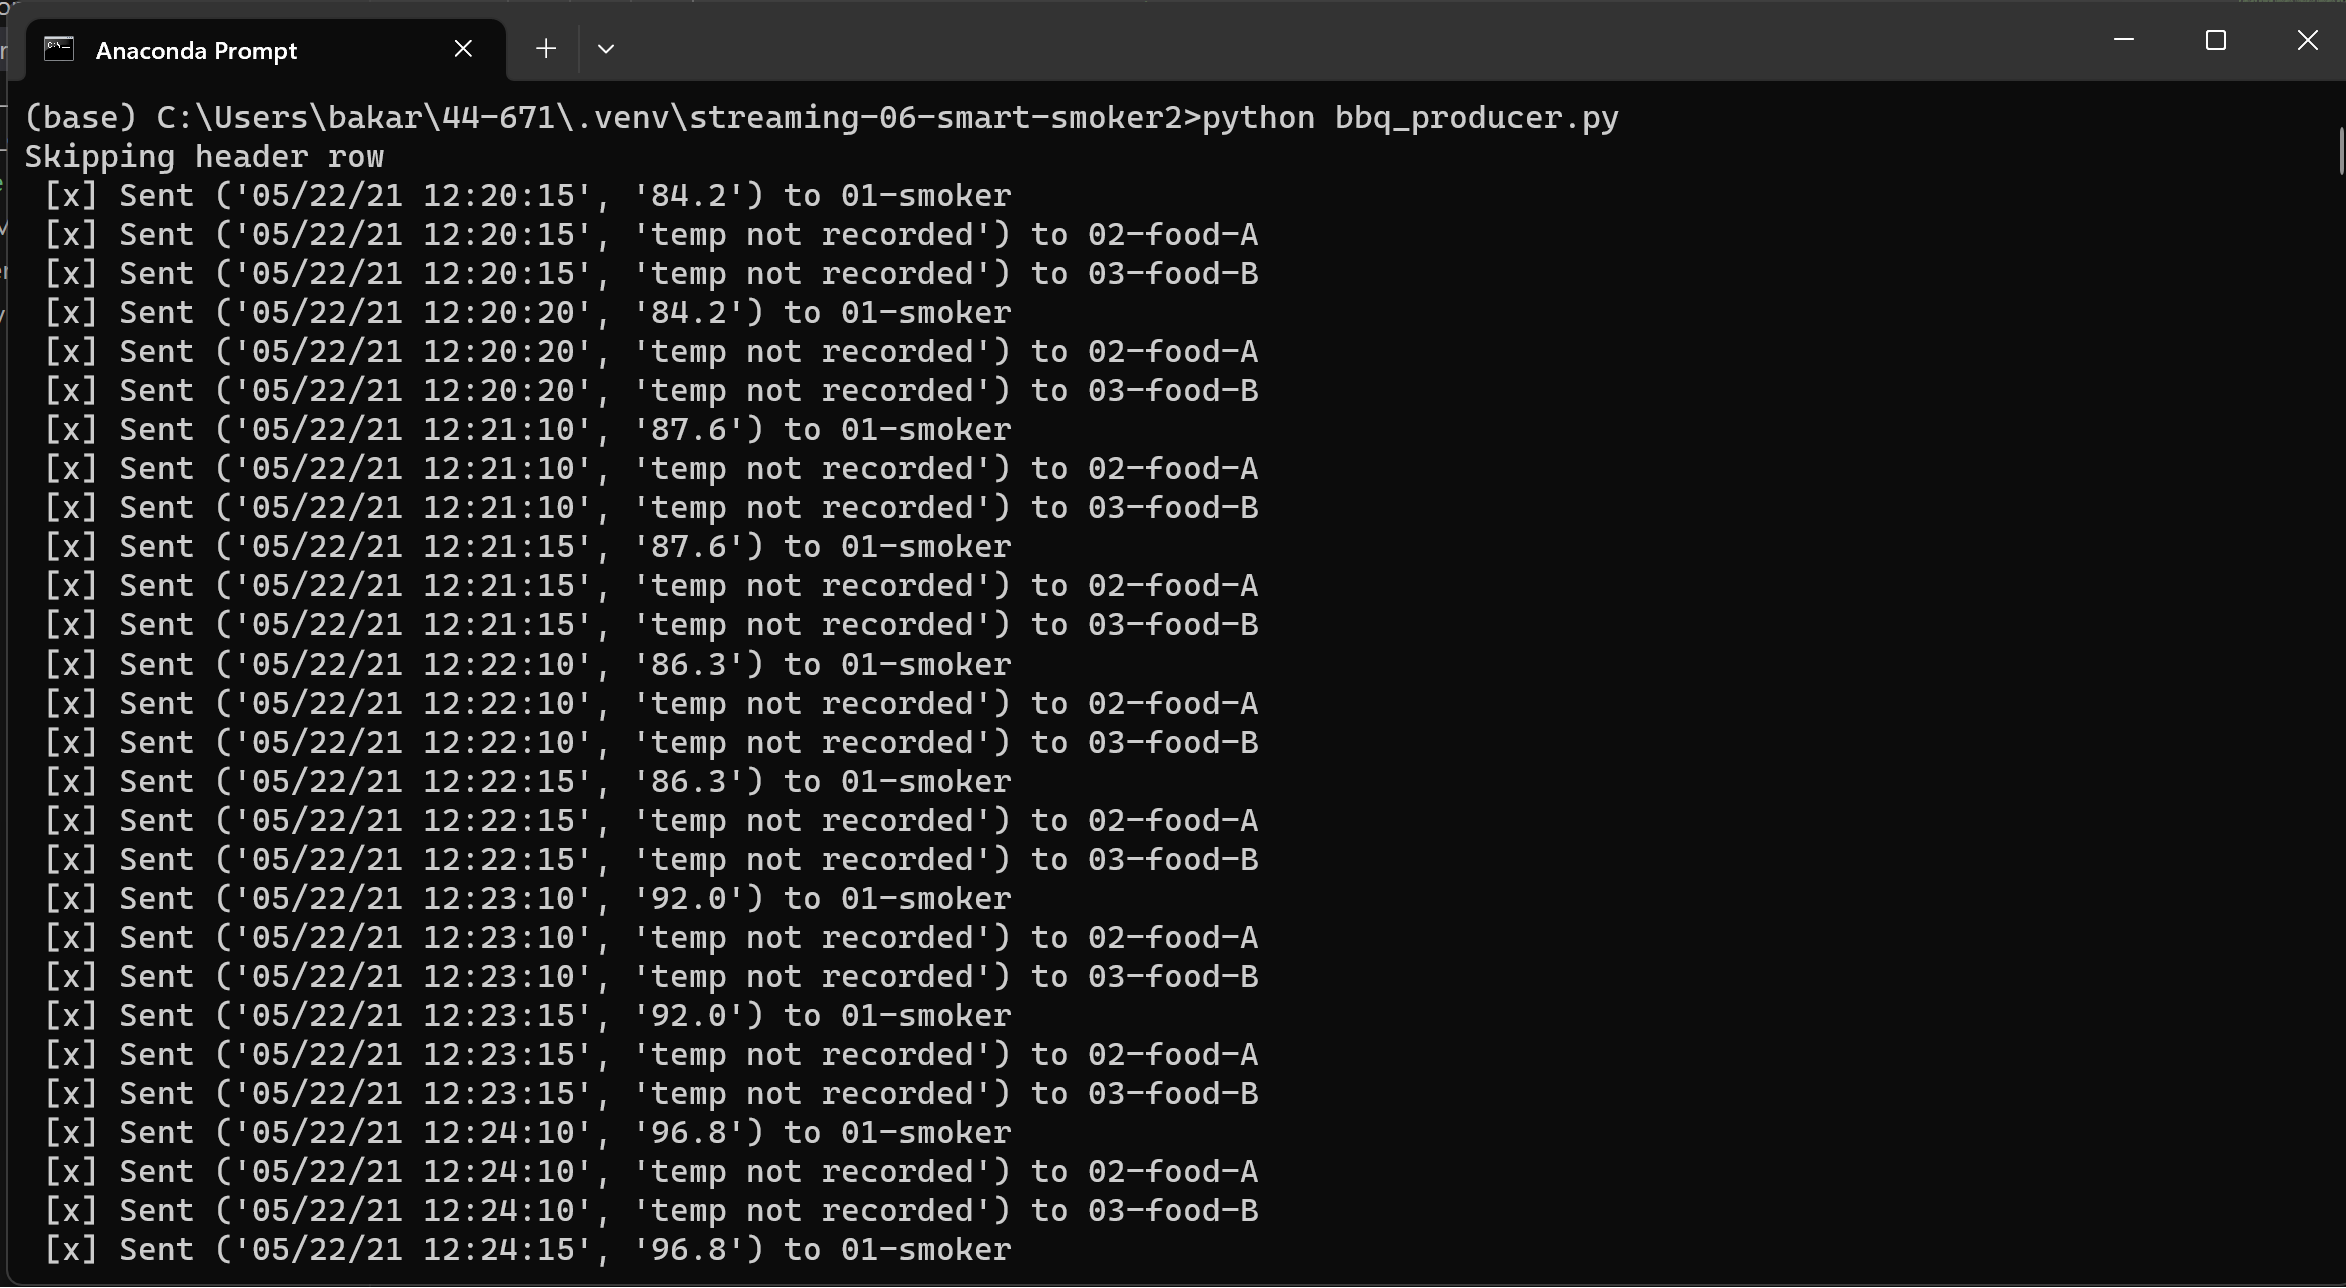 Anaconda Prompt
(base) C:\Users\bakar\44-671\.venv\streaming-06-smart-smoker2>python bbq_producer.py
Skipping header row
[x] Sent ('05/22/21 12:20:15', '84.2') to 01-smoker
[x] Sent ('05/22/21 12:20:15', 'temp not recorded') to 02-food-A
[x] Sent ('05/22/21 12:20:15', 'temp not recorded') to 03-food-B
[x] Sent ('05/22/21 12:20:20', '84.2') to 01-smoker
[x] Sent ('05/22/21 12:20:20', 'temp not recorded') to 02-food-A
[x] Sent ('05/22/21 12:20:20', 'temp not recorded') to 03-food-B
[x] Sent ('05/22/21 12:21:10', '87.6') to 01-smoker
[x] Sent ('05/22/21 12:21:10', 'temp not recorded') to 02-food-A
[x] Sent ('05/22/21 12:21:10', 'temp not recorded') to 03-food-B
[x] Sent ('05/22/21 12:21:15', '87.6') to 01-smoker
[x] Sent ('05/22/21 12:21:15', 'temp not recorded') to 02-food-A
[x] Sent ('05/22/21 12:21:15', 'temp not recorded') to 03-food-B
[x] Sent ('05/22/21 12:22:10', '86.3') to 01-smoker
[x] Sent ('05/22/21 12:22:10', 'temp not recorded') to 02-food-A
[x] Sent ('05/22/21 12:22:10', 'temp not recorded') to 03-food-B
[x] Sent ('05/22/21 12:22:15', '86.3') to 01-smoker
[x] Sent ('05/22/21 12:22:15', 'temp not recorded') to 02-food-A
[x] Sent ('05/22/21 12:22:15', 'temp not recorded') to 03-food-B
[x] Sent ('05/22/21 12:23:10', '92.0') to 01-smoker
[x] Sent ('05/22/21 12:23:10', 'temp not recorded') to 02-food-A
[x] Sent ('05/22/21 12:23:10', 'temp not recorded') to 03-food-B
[x] Sent ('05/22/21 12:23:15', '92.0') to 01-smoker
[x] Sent ('05/22/21 12:23:15', 'temp not recorded') to 02-food-A
[x] Sent ('05/22/21 12:23:15', 'temp not recorded') to 03-food-B
[x] Sent ('05/22/21 12:24:10', '96.8') to 01-smoker
[x] Sent ('05/22/21 12:24:10', 'temp not recorded') to 02-food-A
[x] Sent ('05/22/21 12:24:10', 'temp not recorded') to 03-food-B
[x] Sent ('05/22/21 12:24:15', '96.8') to 01-smoker